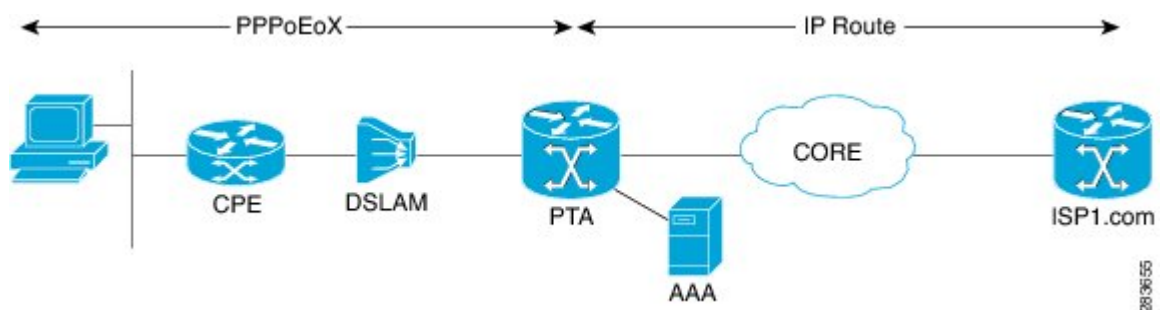 PPPoEoX
IP Route
CORE
CPE
DSLAM
PTA
ISP1.com
AAA
283655